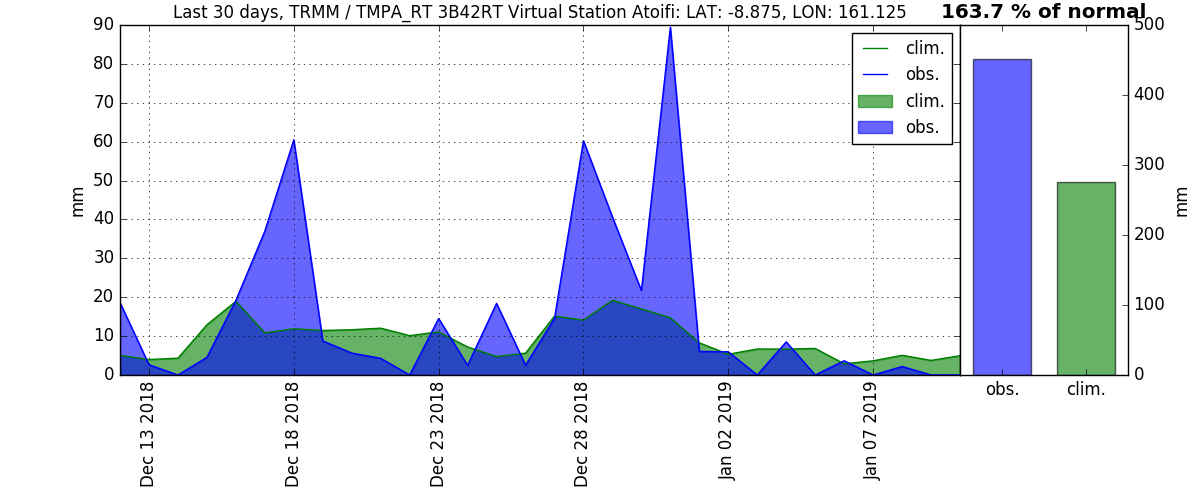 Last 30 days, TRMM / TMPA_RT 3B42RT Virtual Station Atoifi: LAT: -8.875, LON: 161.125
163.7 % of normal
90
80
70
60
50
40
30
20
10
0
mm
clim.
obs.
clim.
obs.
Dec 13 2018
Dec 18 2018
Dec 23 2018
Dec 28 2018
Jan 02 2019
Jan 07 2019
500
400
300
200
100
0
mm
obs.
clim.